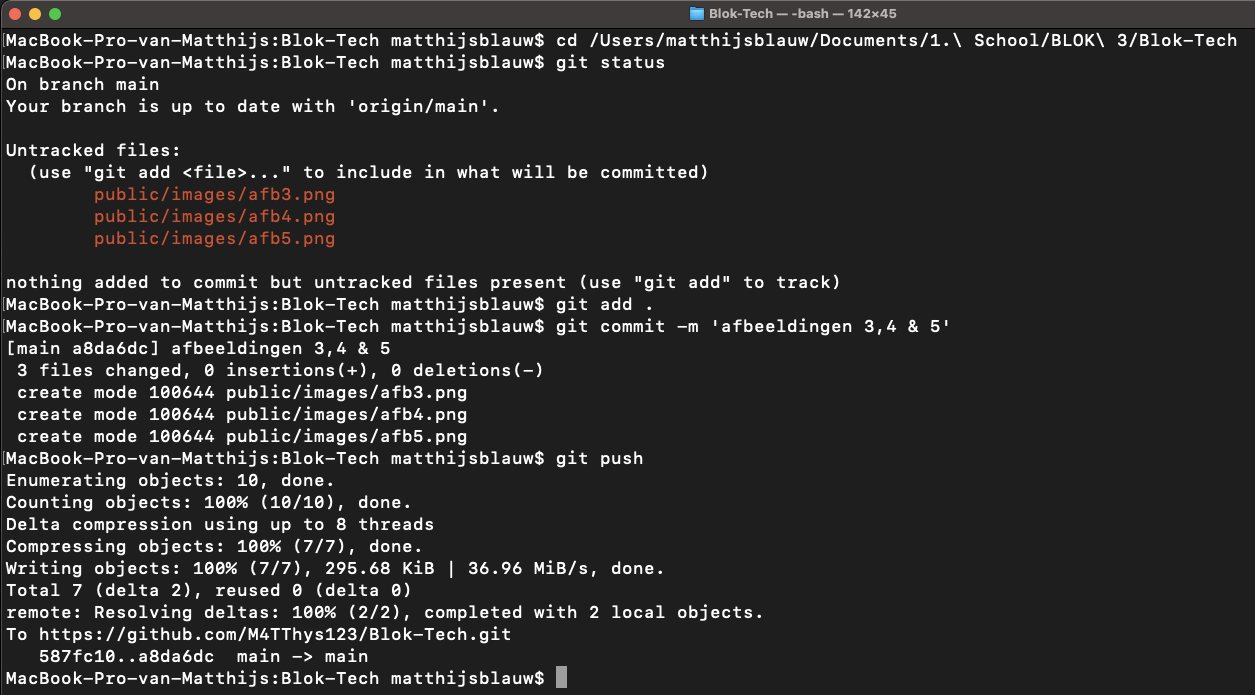 Blok-Tech — -bash — 142×45
[MacBook-Pro-van-Matthijs:Blok-Tech matthijsblauw$ cd /Users/matthijsblauw/Documents/1.\ School/BLOK\ 3/Blok-Tech
[MacBook-Pro-van-Matthijs:Blok-Tech matthijsblauw$ git status
On branch main
Your branch is up to date with 'origin/main'.
Untracked files:
  (use "git add <file>..." to include in what will be committed)
        public/images/afb3.png
        public/images/afb4.png
        public/images/afb5.png
nothing added to commit but untracked files present (use "git add" to track)
[MacBook-Pro-van-Matthijs:Blok-Tech matthijsblauw$ git add .
[MacBook-Pro-van-Matthijs:Blok-Tech matthijsblauw$ git commit -m 'afbeeldingen 3,4 & 5'
[main a8da6dc] afbeeldingen 3,4 & 5
 3 files changed, 0 insertions(+), 0 deletions(-)
 create mode 100644 public/images/afb3.png
 create mode 100644 public/images/afb4.png
 create mode 100644 public/images/afb5.png
[MacBook-Pro-van-Matthijs:Blok-Tech matthijsblauw$ git push
Enumerating objects: 10, done.
Counting objects: 100% (10/10), done.
Delta compression using up to 8 threads
Compressing objects: 100% (7/7), done.
Writing objects: 100% (7/7), 295.68 KiB | 36.96 MiB/s, done.
Total 7 (delta 2), reused 0 (delta 0)
remote: Resolving deltas: 100% (2/2), completed with 2 local objects.
To https://github.com/M4TThys123/Blok-Tech.git
   587fc10..a8da6dc  main -> main
MacBook-Pro-van-Matthijs:Blok-Tech matthijsblauw$